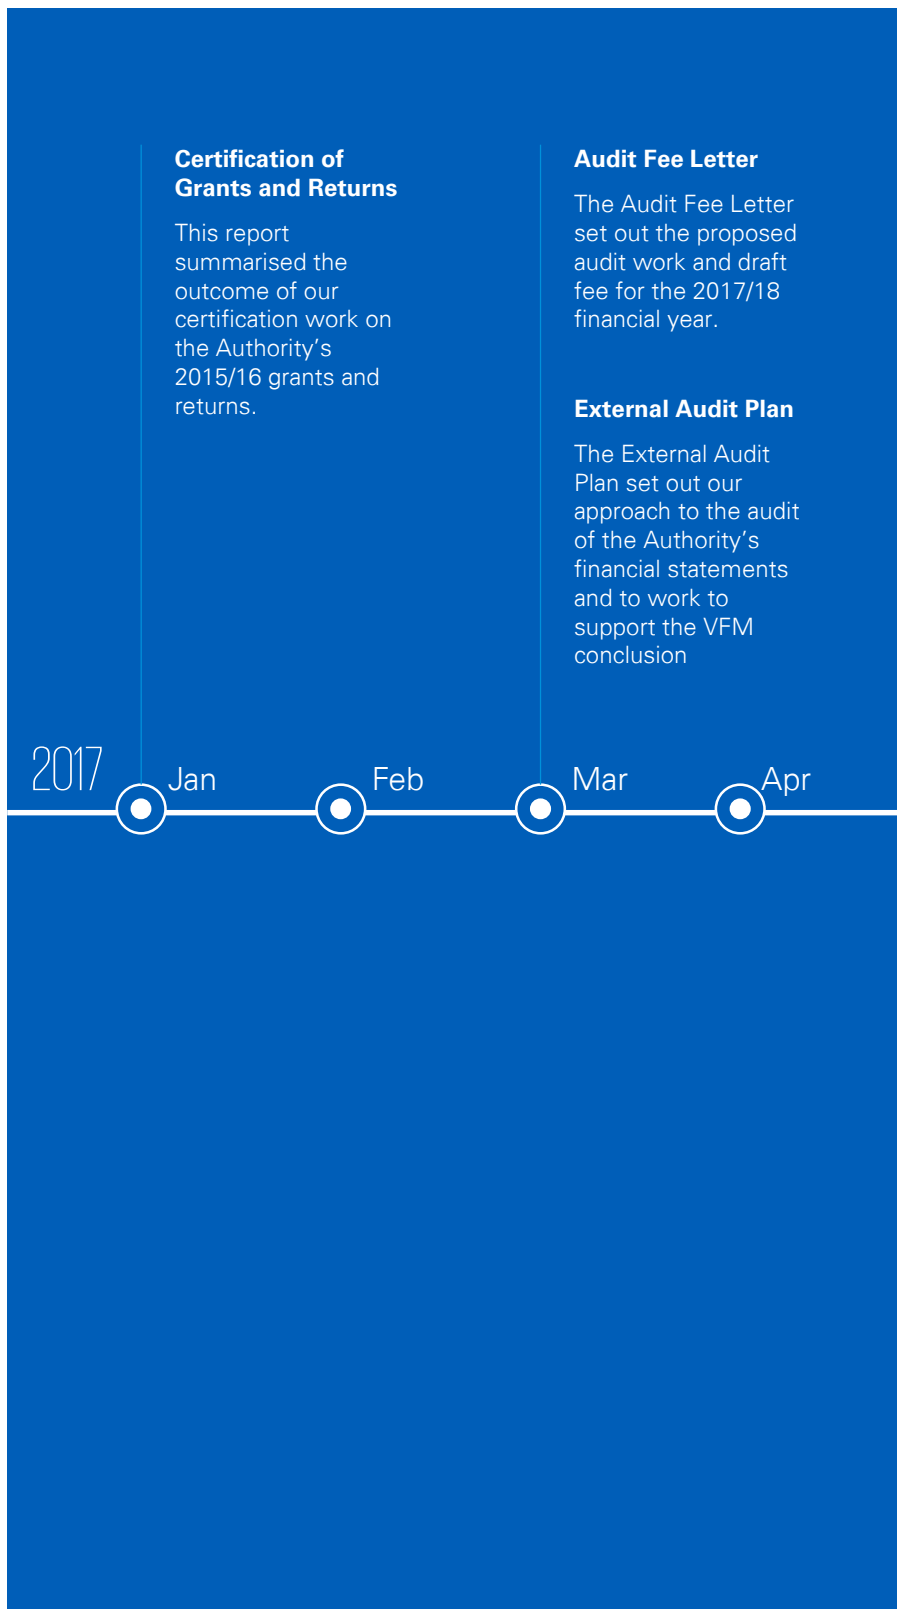 Certification of
Grants and Returns
This report
summarised the
outcome of our
certification work on
the Authority’s
2015/16 grants and
returns.
Audit Fee Letter
The Audit Fee Letter
set out the proposed
audit work and draft
fee for the 2017/18
financial year.
External Audit Plan
The External Audit
Plan set out our
approach to the audit
of the Authority’s
financial statements
and to work to
support the VFM
conclusion
2017
Jan
Feb
Mar
Apr